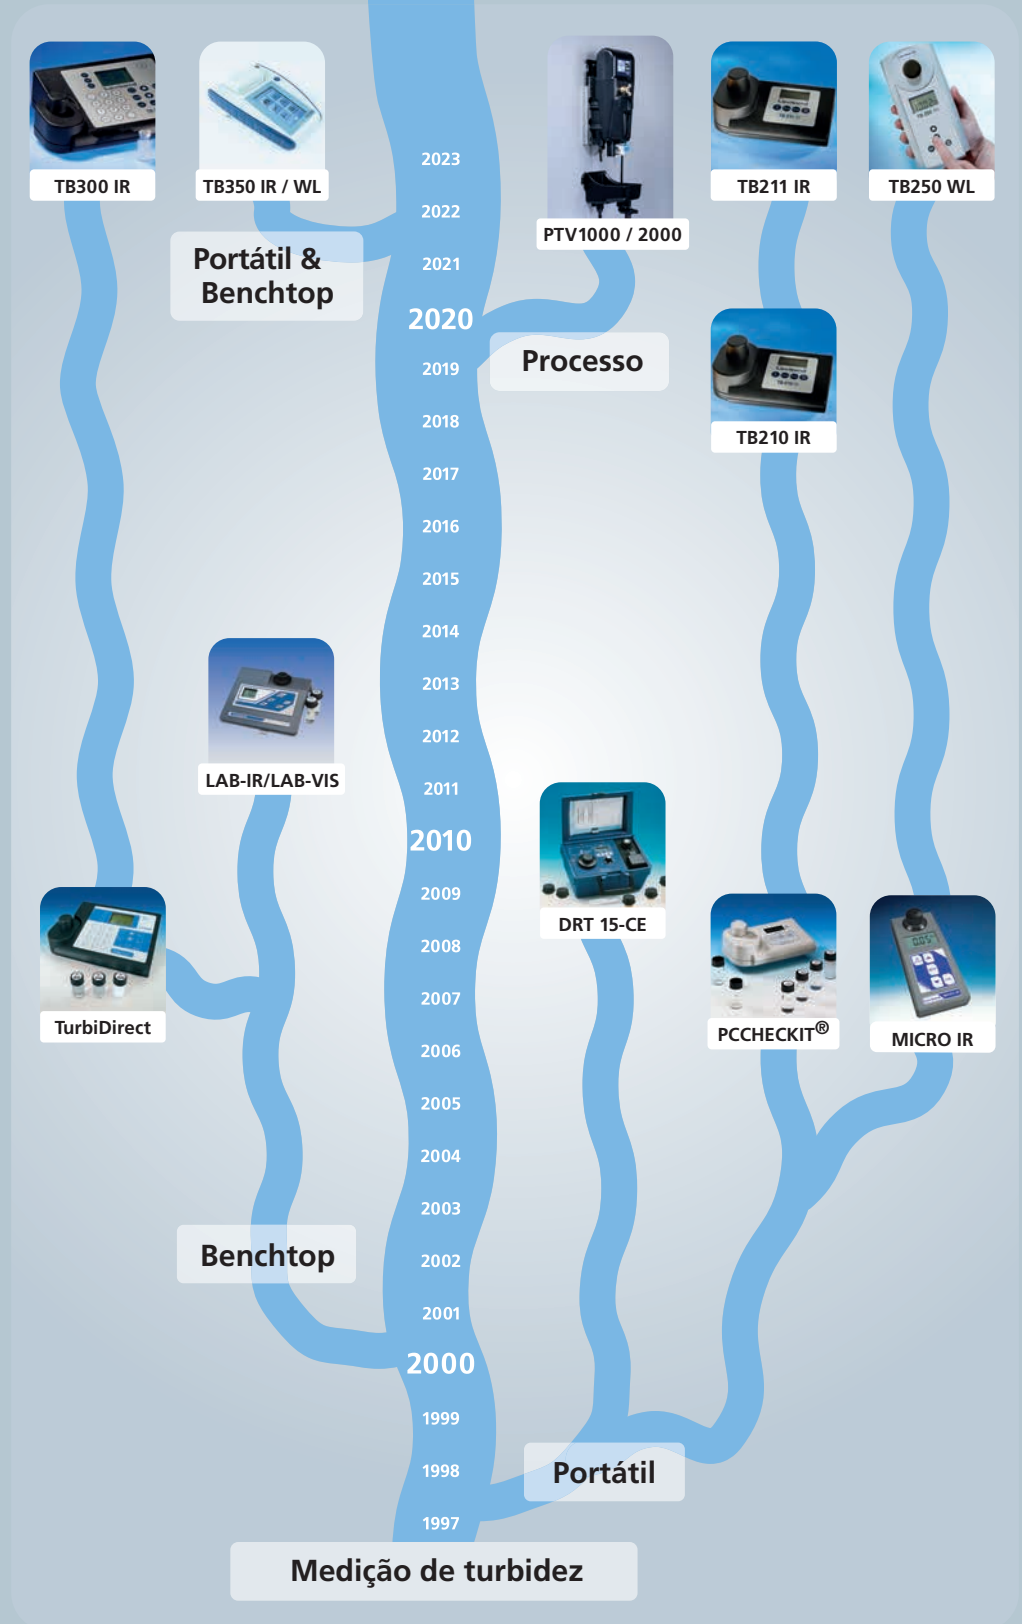 TB300 IR
TB350 IR / WL
PTV1000 / 2000
TB211 IR
TB250 WL
Portátil &
Benchtop
Processo
TB210 IR
2023
2022
2021
2020
2019
2018
2017
2016
2015
2014
2013
2012
2011
2010
2009
2008
2007
2006
2005
2004
2003
2002
2001
2000
1999
1998
1997
LAB-IR/LAB-VIS
DRT 15-CE
TurbiDirect
PCCHECKIT®
MICRO IR
Benchtop
Portátil
Medição de turbidez